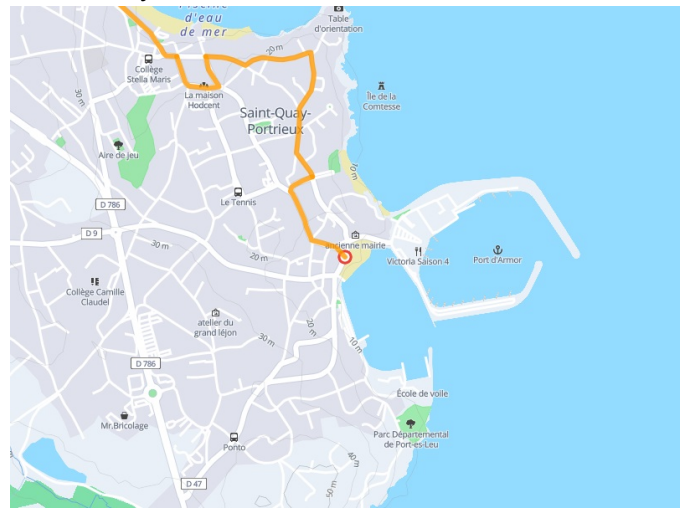 Piscine
d'eau
de mer
Table
d'orientation
20 m
Collège
Stella Maris
La maison
Hodcent
30 m
Île de la
Comtesse
Saint-Quay-
Portrieux
Aire de jeu
10 m
Le Tennis
D 786
D 9
30 m
20 m
ancienne mairie
Victoria Saison 4
Port d'Armor
Collège Camille
Claudel
atelier du
grand léjon
20 m
30 m
10 m
D 786
École de voile
Mr.Bricolage
Ponto
Parc Départemental
de Port-es-Leu
40 m
50 m
D 47